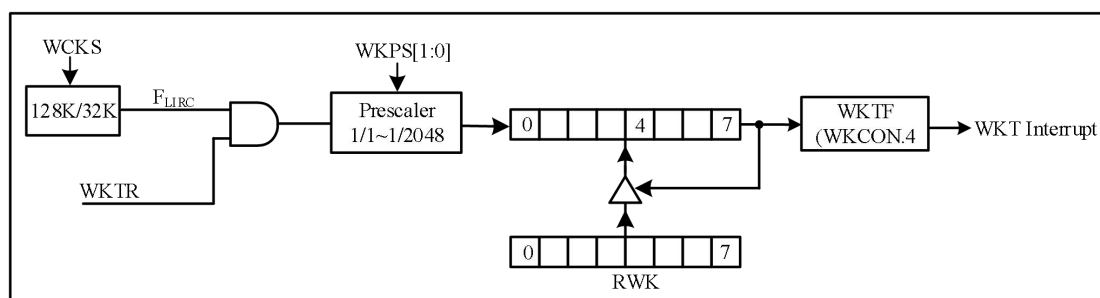 WCKS
WKPS[1:0]
128K/32K
FLIRC
Prescaler
1/1~1/2048
0 4 7
WKTF
(WKCON.4
WKT Interrupt
WKTR
0 7
RWK